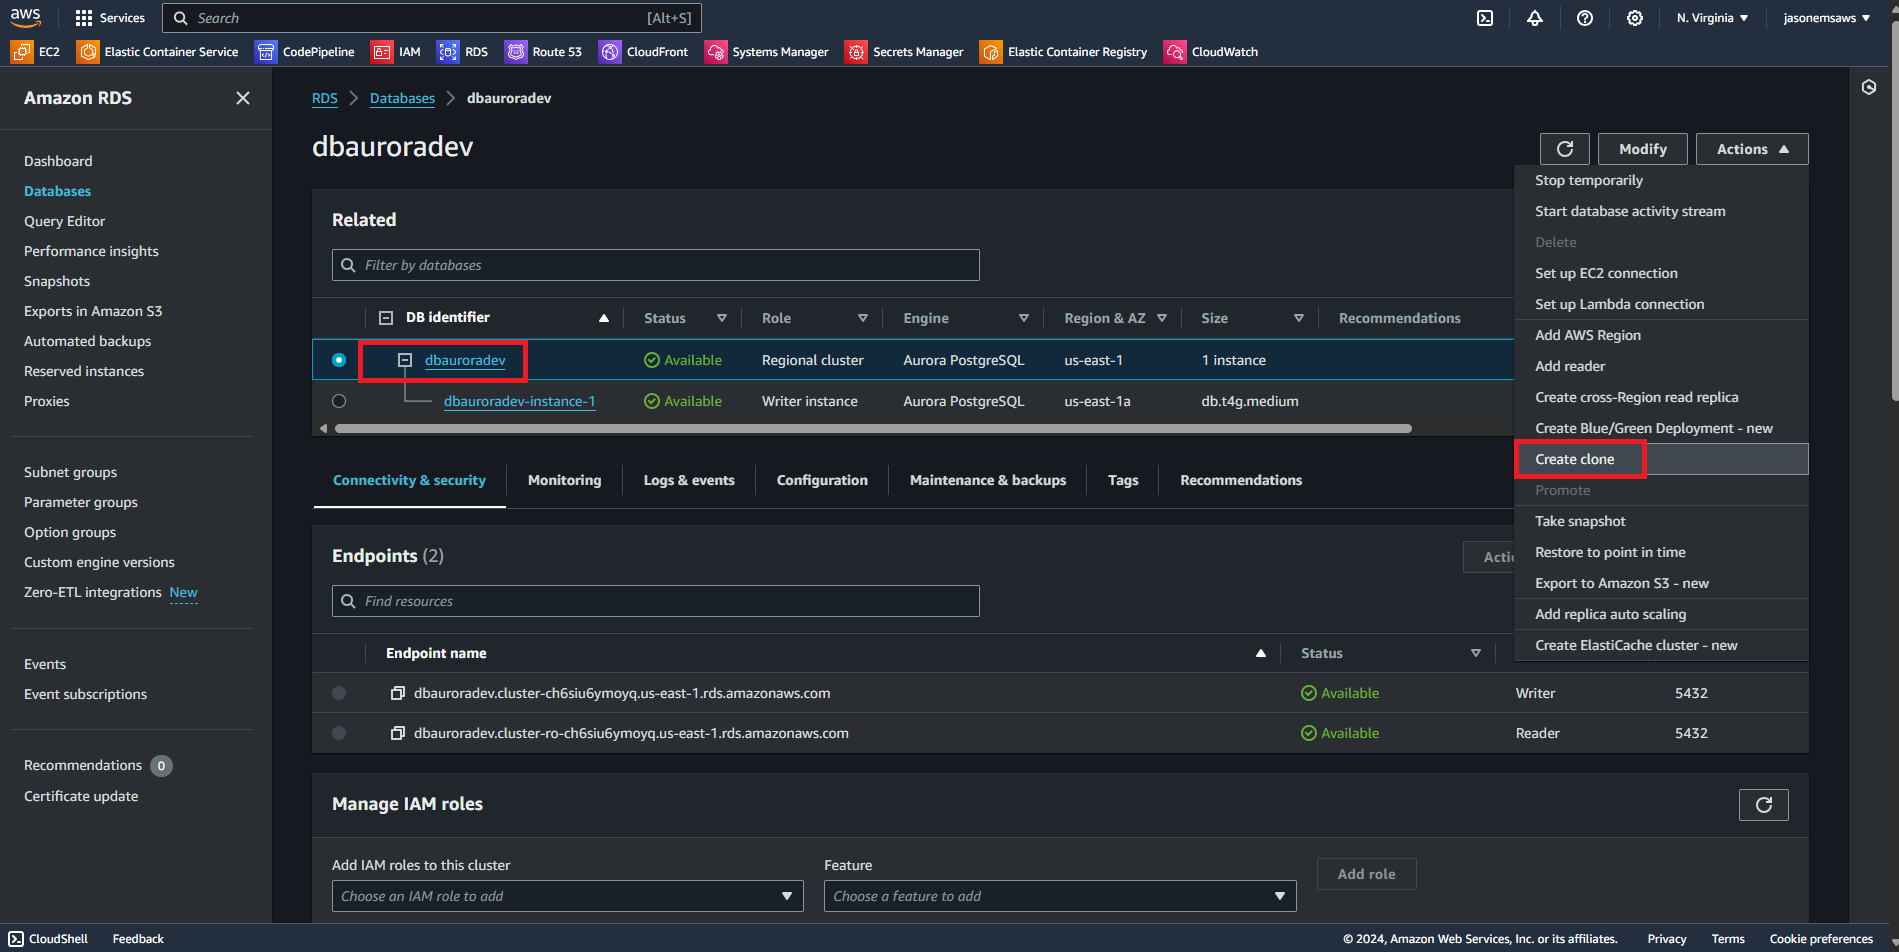 aws Services Search [Alt+S] N. Virginia jasonemsaws
EC2 Elastic Container Service CodePipeline IAM RDS Route 53 CloudFront Systems Manager Secrets Manager Elastic Container Registry CloudWatch
Amazon RDS
Dashboard
Databases
Query Editor
Performance insights
Snapshots
Exports in Amazon S3
Automated backups
Reserved instances
Proxies
Subnet groups
Parameter groups
Option groups
Custom engine versions
Zero-ETL integrations New
Events
Event subscriptions
Recommendations 0
Certificate update
RDS Databases dbauroradev
dbauroradev
Modify Actions
Stop temporarily
Start database activity stream
Delete
Set up EC2 connection
Set up Lambda connection
Add AWS Region
Add reader
Create cross-Region read replica
Create Blue/Green Deployment - new
Create clone
Promote
Take snapshot
Restore to point in time
Export to Amazon S3 - new
Add replica auto scaling
Create ElastiCache cluster - new
Related
Filter by databases
DB identifier Status Role Engine Region & AZ Size Recommendations
dbauroradev Available Regional cluster Aurora PostgreSQL us-east-1 1 instance
dbauroradev-instance-1 Available Writer instance Aurora PostgreSQL us-east-1a db.t4g.medium
Connectivity & security Monitoring Logs & events Configuration Maintenance & backups Tags Recommendations
Endpoints (2)
Acti
Find resources
Endpoint name Status
dbauroradev.cluster-ch6siu6ymoyq.us-east-1.rds.amazonaws.com Available Writer 5432
dbauroradev.cluster-ro-ch6siu6ymoyq.us-east-1.rds.amazonaws.com Available Reader 5432
Manage IAM roles
Add IAM roles to this cluster Feature
Choose an IAM role to add Choose a feature to add Add role
CloudShell Feedback © 2024, Amazon Web Services, Inc. or its affiliates. Privacy Terms Cookie preferences